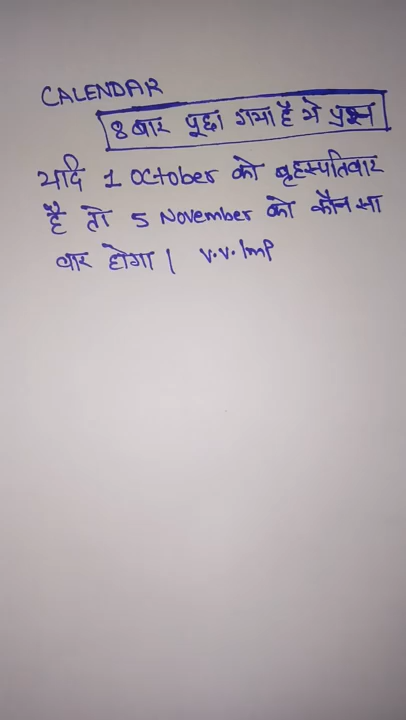 CALENDAR
8 बार पूछा गया है ये प्रश्न
यदि 1 October को बृहस्पतिवार
है तो 5 November को कौन सा
वार होगा | V.V. Imp